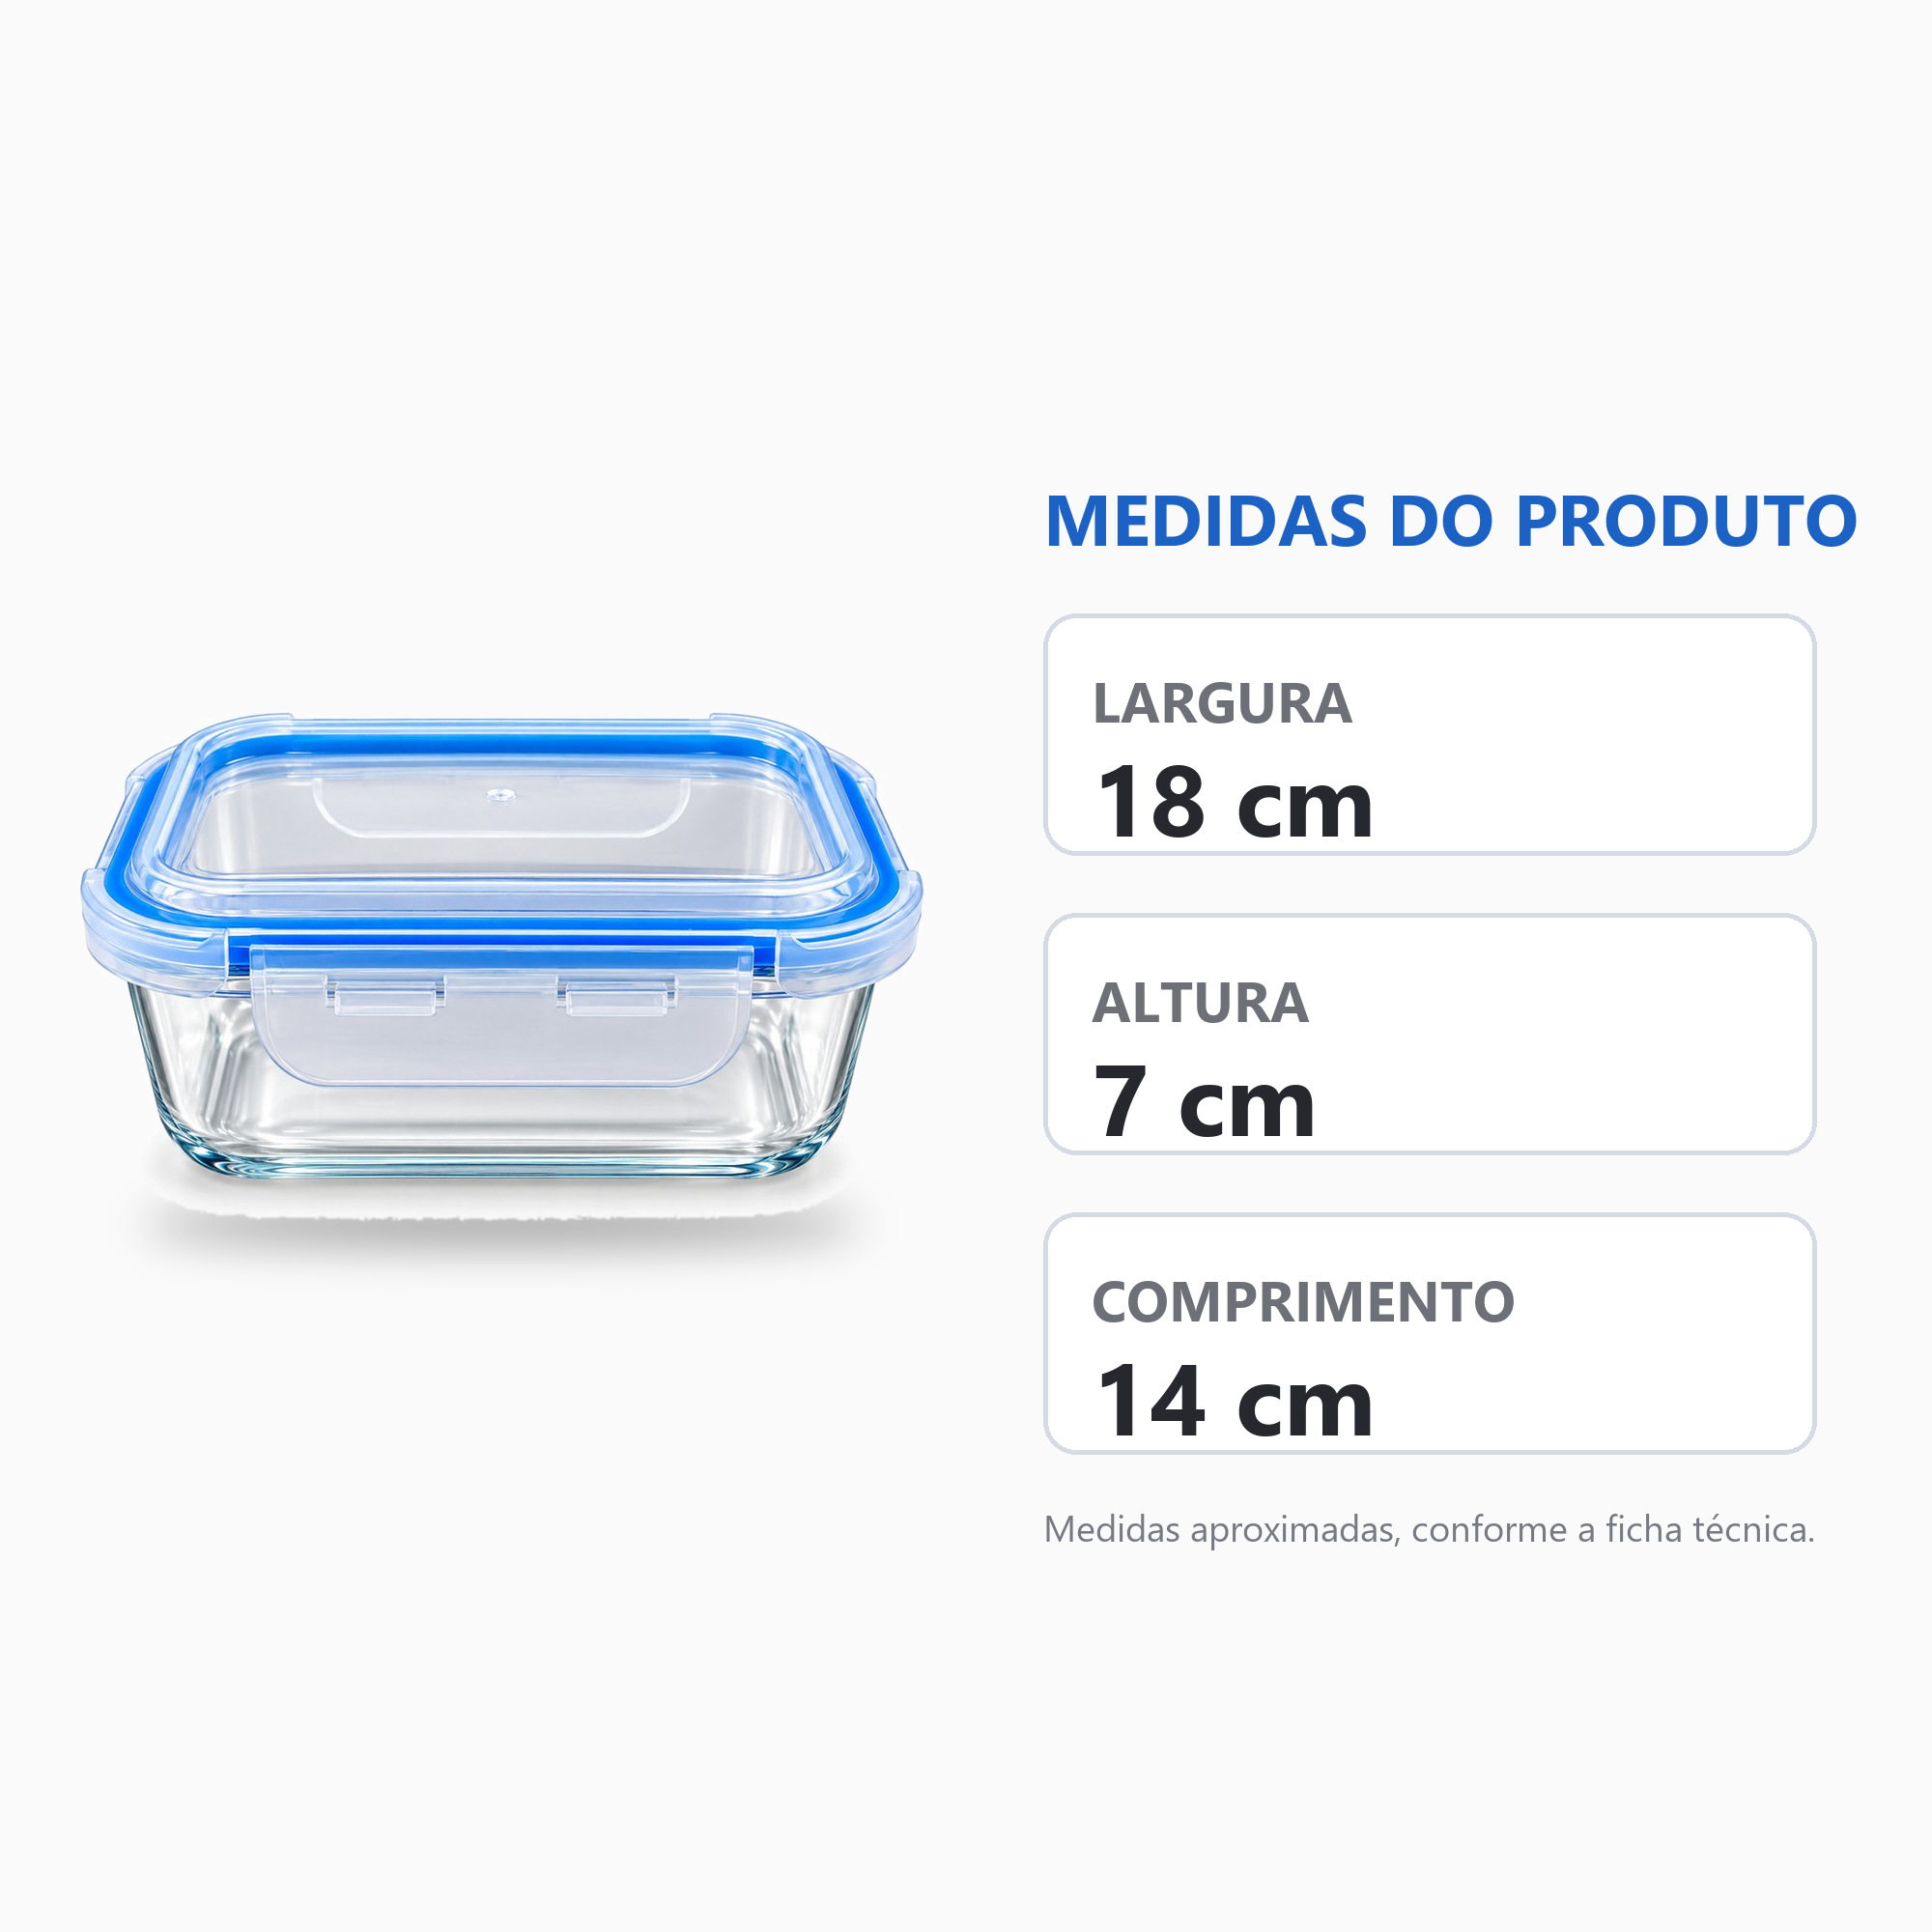 MEDIDAS DO PRODUTO
LARGURA
18 cm
ALTURA
7 cm
COMPRIMENTO
14 cm
Medidas aproximadas, conforme a ficha técnica.